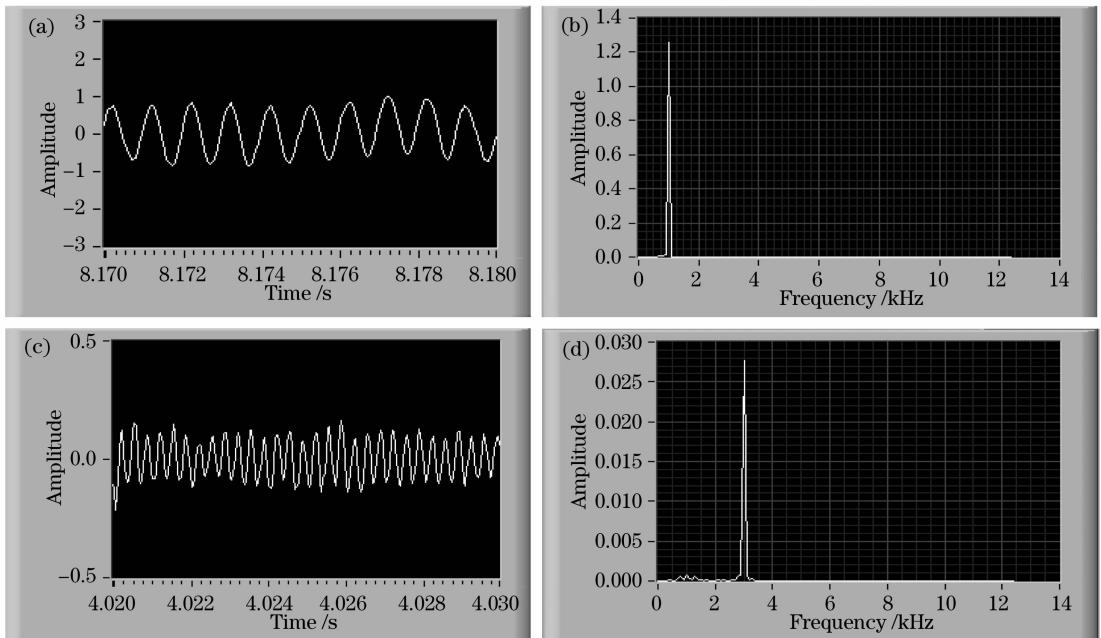 (a)
Amplitude
3
2
1
0
−1
−2
−3
8.170 8.172 8.174 8.176 8.178 8.180
Time /s
(b)
Amplitude
1.4
1.2
1.0
0.8
0.6
0.4
0.2
0.0
0 2 4 6 8 10 12 14
Frequency /kHz
(c)
Amplitude
0.5
0.0
−0.5
4.020 4.022 4.024 4.026 4.028 4.030
Time /s
(d)
Amplitude
0.030
0.025
0.020
0.015
0.010
0.005
0.000
0 2 4 6 8 10 12 14
Frequency /kHz